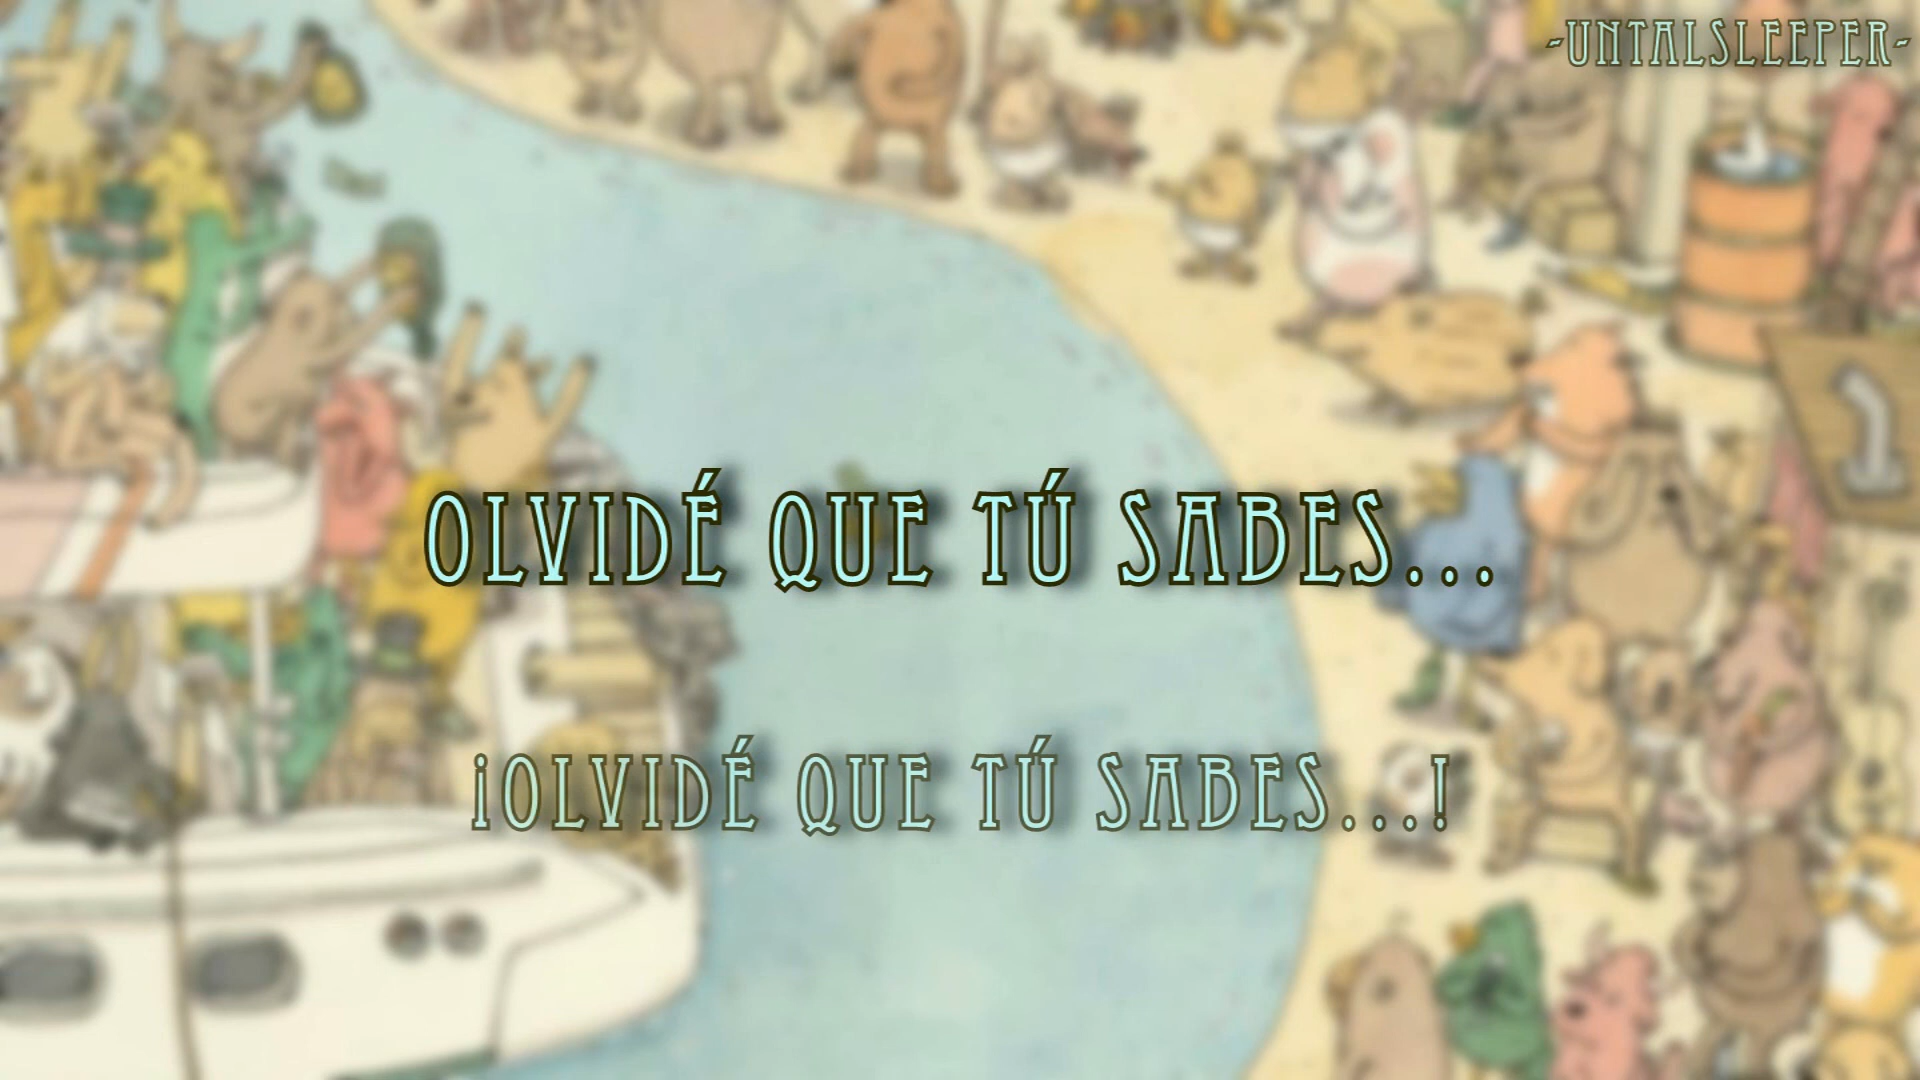 -UNTALSLEEPER-
OLVIDÉ QUE TÚ SABES...
¡OLVIDÉ QUE TÚ SABES...!